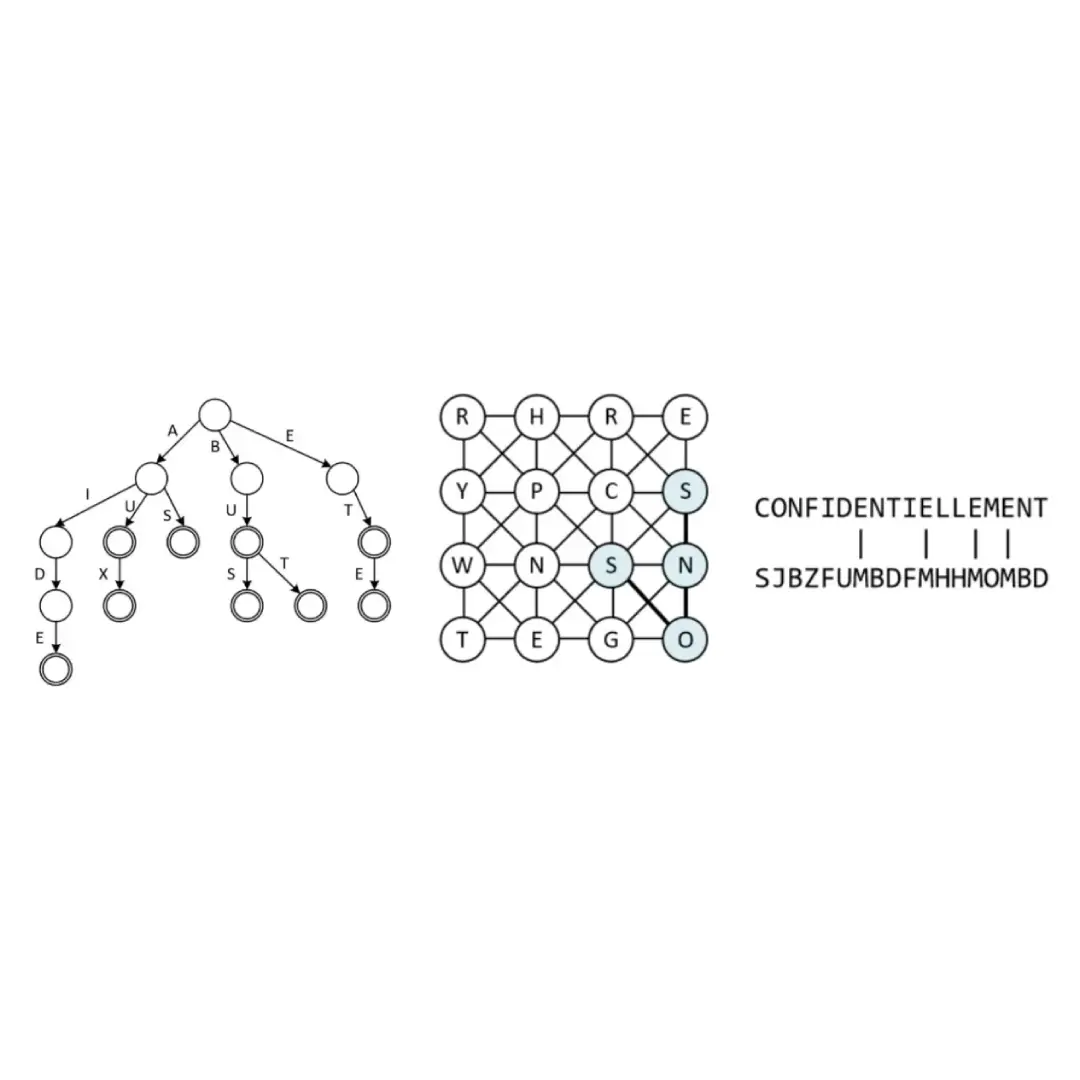 A
B
E
I
U
S
U
T
D
X
S
T
E
E
R H R E
Y P C S
W N S N
T E G O
CONFIDENTIELLEMENT
SJBZFUMBDFMHHMOMBD